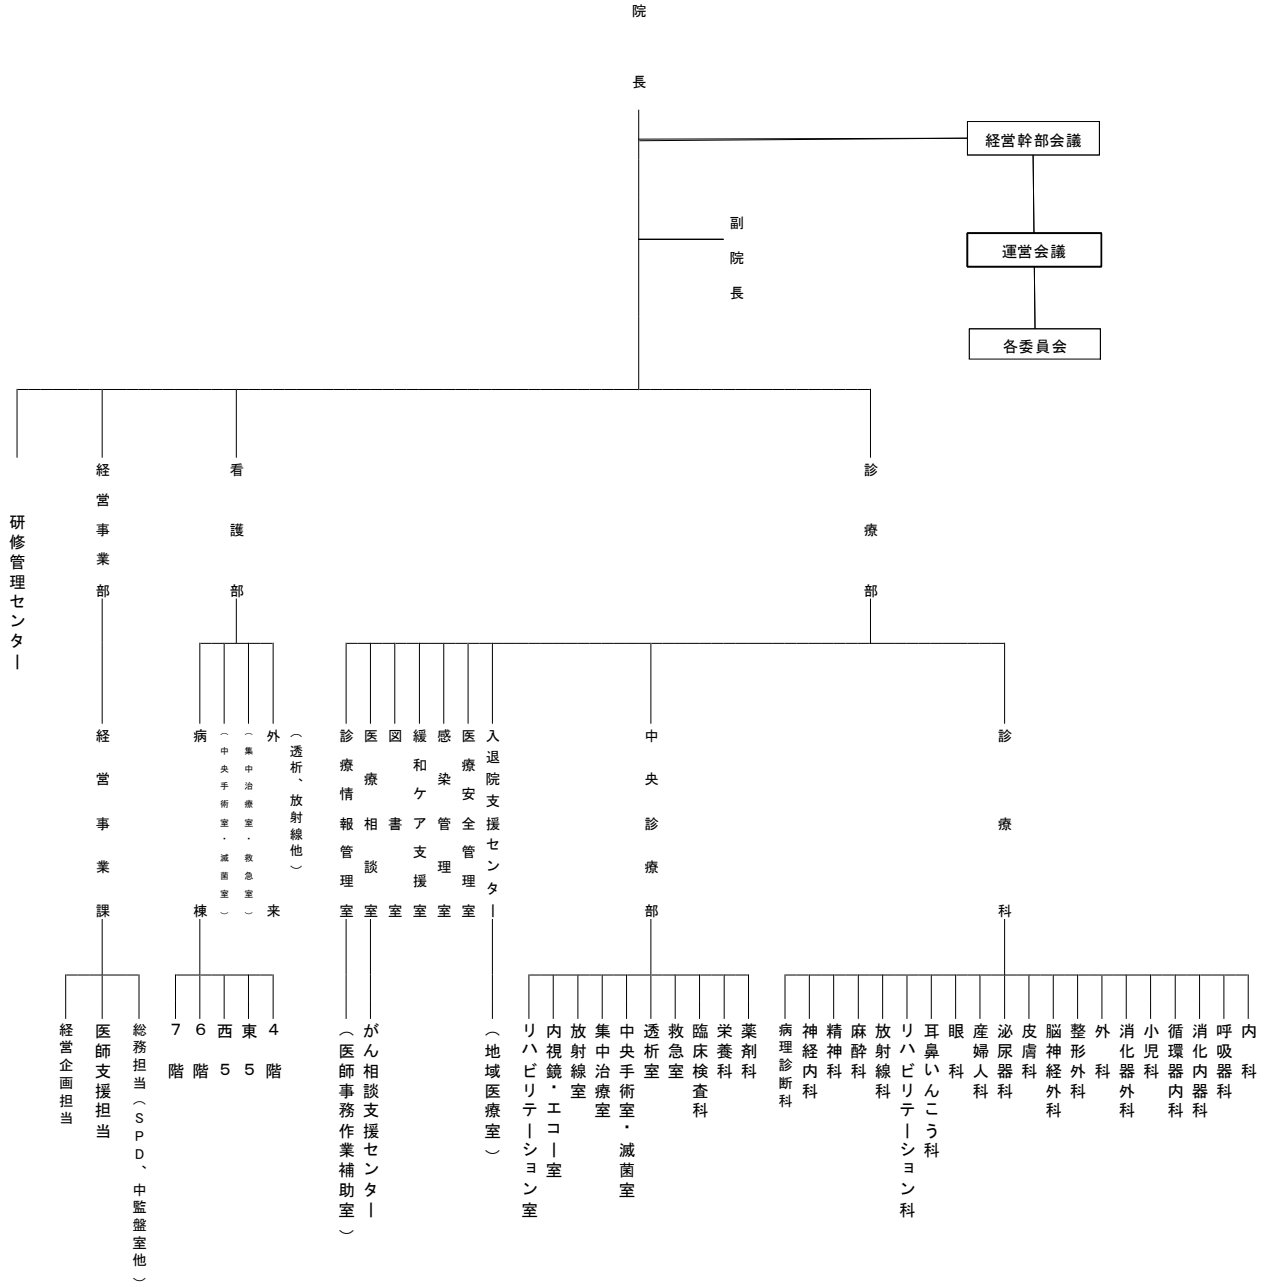 院長
経営幹部会議
副院長
運営会議
各委員会
診療部
看護部
経営事業部
研修管理センター
診療科
中央診療部
入退院支援センター
医療安全管理室
感染管理室
緩和ケア支援室
図書室
医療相談室
診療情報管理室
(透析、放射線他)
外来
(集中治療室・救急室)
(中央手術室・滅菌室)
病棟
経営事業課
内科
呼吸器科
消化内器科
循環器内科
小児科
消化器外科
外科
整形外科
脳神経外科
皮膚科
泌尿器科
産婦人科
眼科
耳鼻いんこう科
リハビリテーション科
放射線科
麻酔科
精神科
神経内科
病理診断科
薬剤科
栄養科
臨床検査科
救急室
透析室
中央手術室・滅菌室
集中治療室
放射線室
内視鏡・エコー室
リハビリテーション室
(地域医療室)
がん相談支援センター
(医師事務作業補助室)
4階
東5
西5
6階
7階
総務担当(SPD、中監盤室他)
医師支援担当
経営企画担当